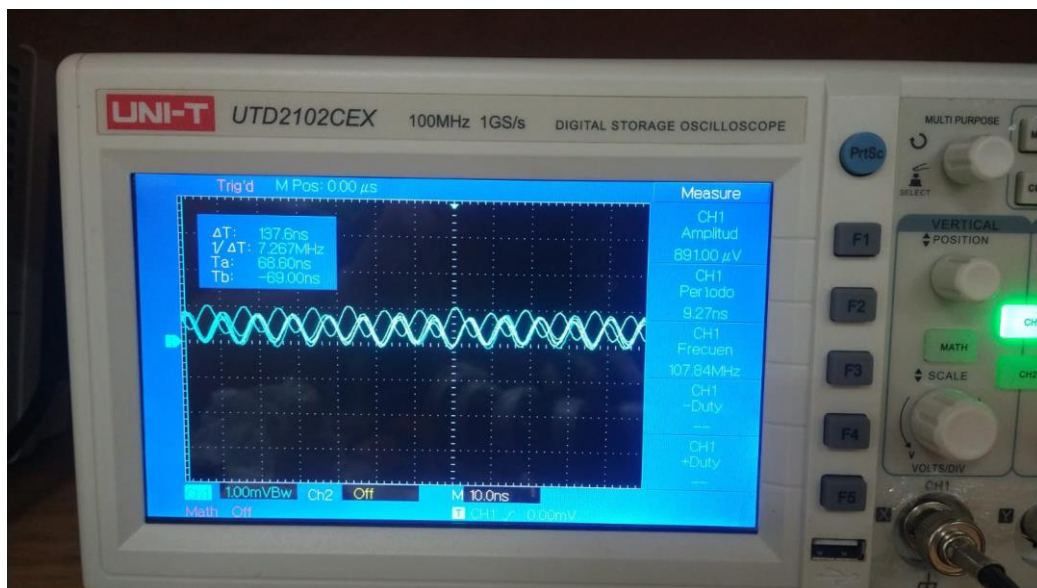 UNI-T UTD2102CEX 100MHz 1GS/s DIGITAL STORAGE OSCILLOSCOPE
Trig'd M Pos: 0.00 μs
ΔT: 137.6ns
1/ΔT: 7.267MHz
Ta: 68.60ns
Tb: -69.00ns
Measure
CH1
Amplitud
891.00 μV
CH1
Periodo
9.27ns
CH1
Frecuen
107.84MHz
CH1
-Duty
---
CH1
+Duty
---
1.00mVBw Ch2 Off M 10.0ns
Math Off T CH1 0.00mV
PrtSc
F1
F2
F3
F4
F5
MULTI PURPOSE
SELECT
VERTICAL
POSITION
MATH
SCALE
V
VOLTS/DIV
CH1
X
Y
CH2